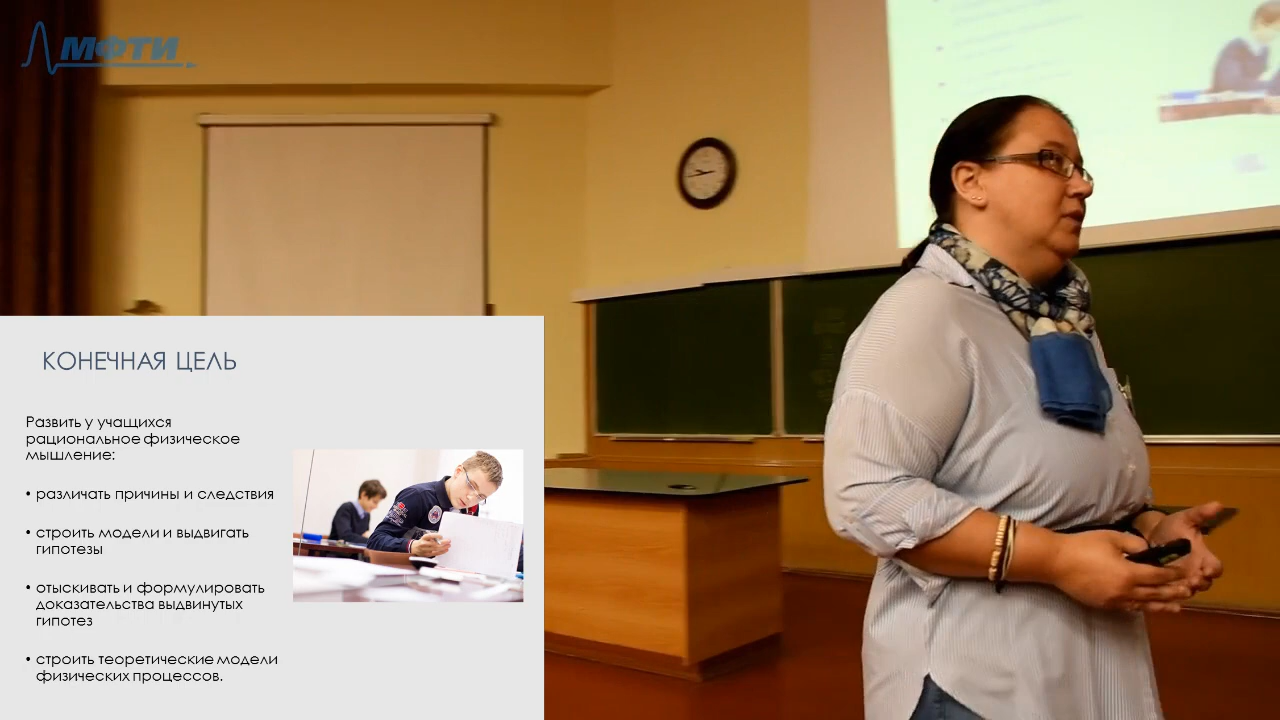 МФТИ
КОНЕЧНАЯ ЦЕЛЬ
Развить у учащихся
рациональное физическое
мышление:
• различать причины и следствия
• строить модели и выдвигать
гипотезы
• отыскивать и формулировать
доказательства выдвинутых
гипотез
• строить теоретические модели
физических процессов.